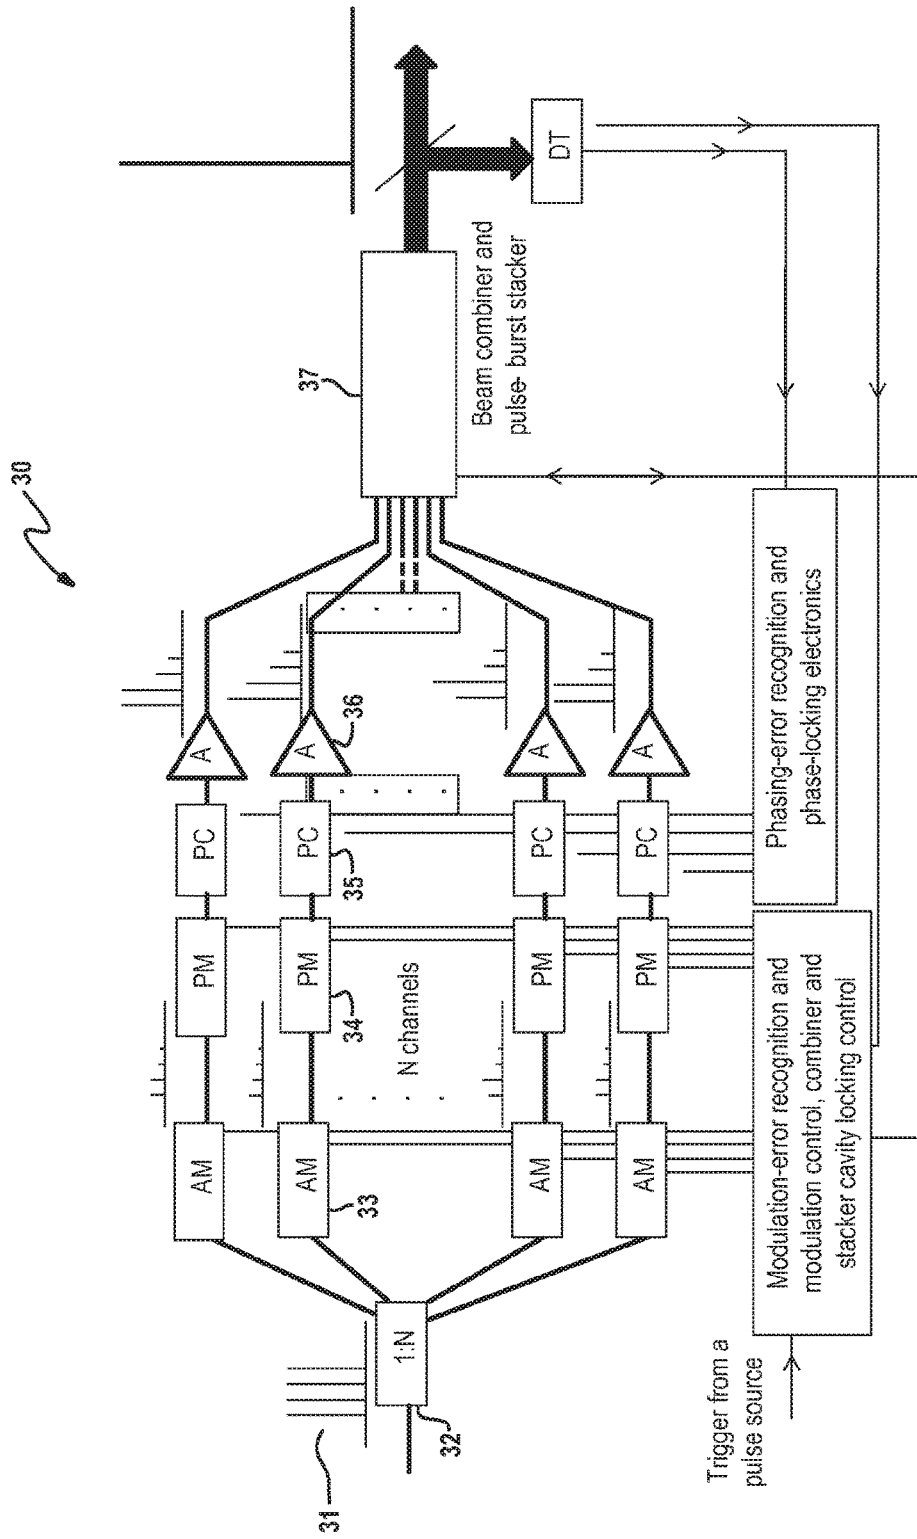 30
31
1:N
32
AM
AM
33
AM
AM
PM
PM
34
PM
PM
N channels
PC
PC
35
PC
PC
A
A
36
A
A
37
Beam combiner and
pulse- burst stacker
DT
Trigger from a
pulse source
Modulation-error recognition and
modulation control, combiner and
stacker cavity locking control
Phasing-error recognition and
phase-locking electronics